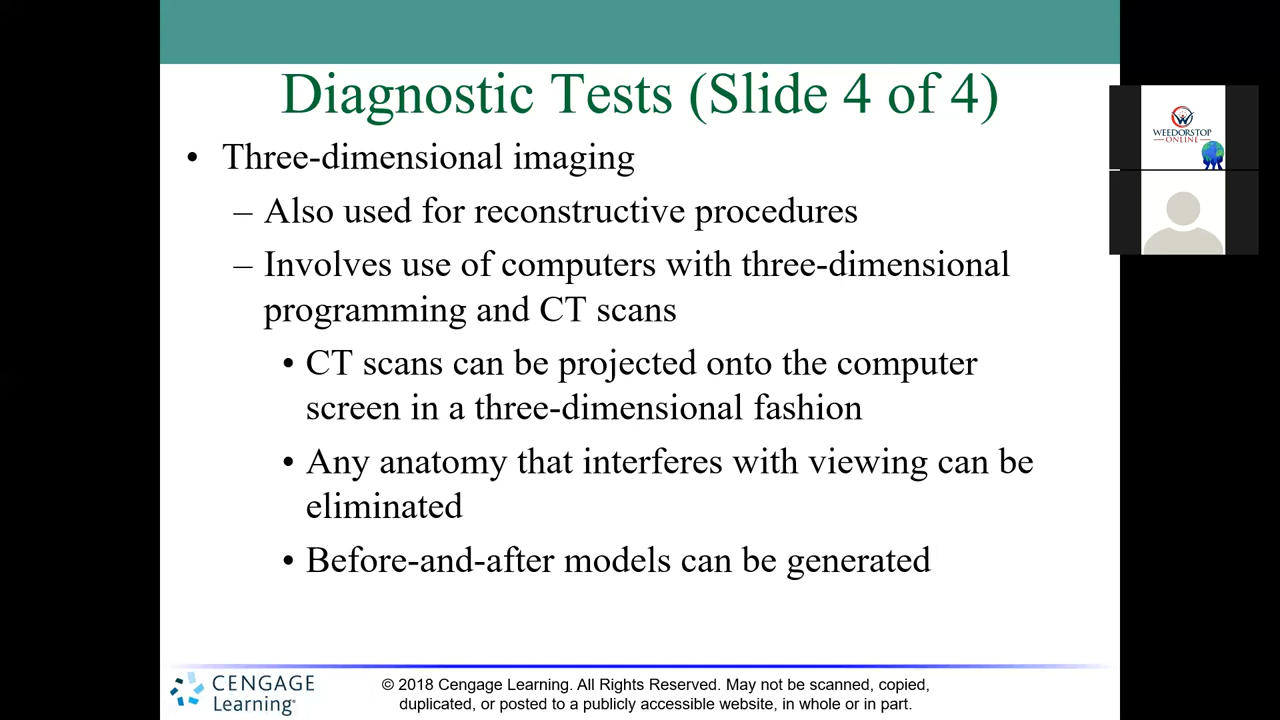 Diagnostic Tests (Slide 4 of 4)
• Three-dimensional imaging
– Also used for reconstructive procedures
– Involves use of computers with three-dimensional
programming and CT scans
• CT scans can be projected onto the computer
screen in a three-dimensional fashion
• Any anatomy that interferes with viewing can be
eliminated
• Before-and-after models can be generated
WEEDORSTOP
ONLINE
CENGAGE
Learning
© 2018 Cengage Learning. All Rights Reserved. May not be scanned, copied,
duplicated, or posted to a publicly accessible website, in whole or in part.